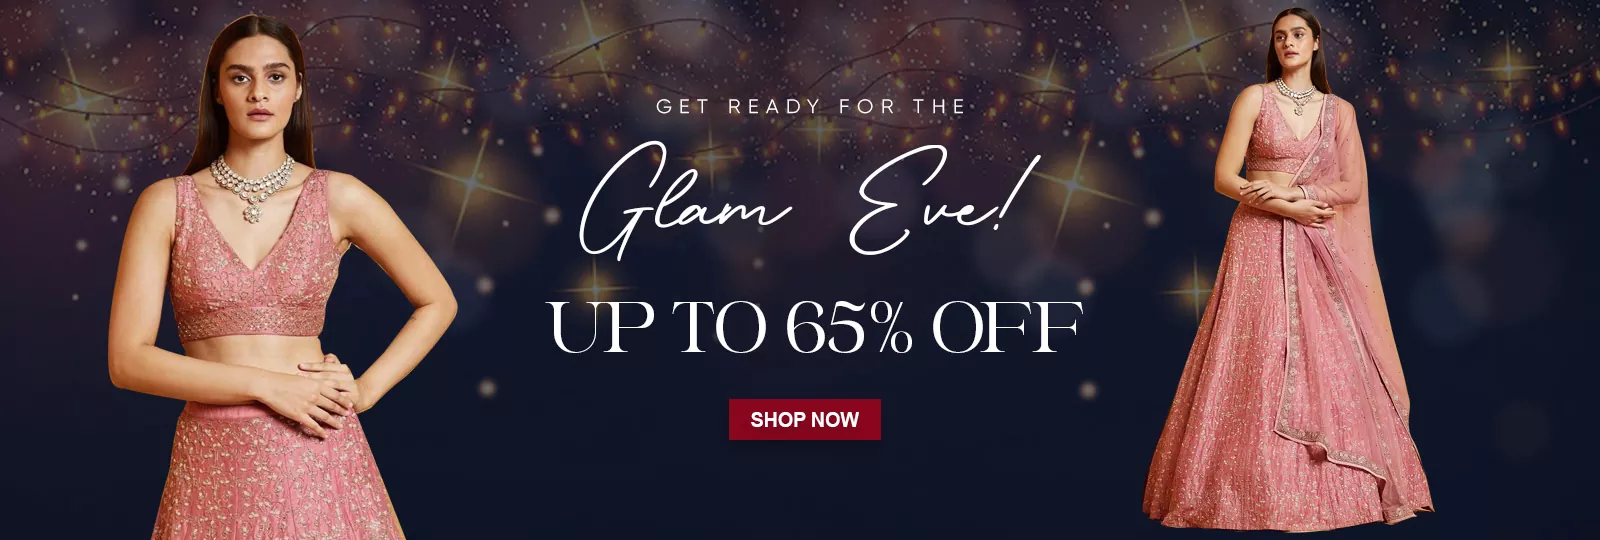 GET READY FOR THE
Glam Eve!
UP TO 65% OFF
SHOP NOW